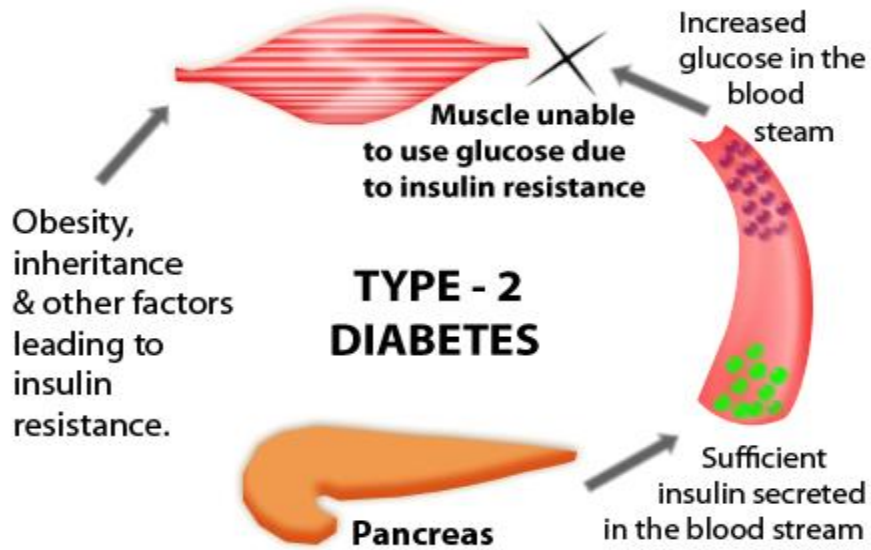 Increased
glucose in the
blood
steam
Muscle unable
to use glucose due
to insulin resistance
Obesity,
inheritance
& other factors
leading to
insulin
resistance.
TYPE - 2
DIABETES
Pancreas
Sufficient
insulin secreted
in the blood stream